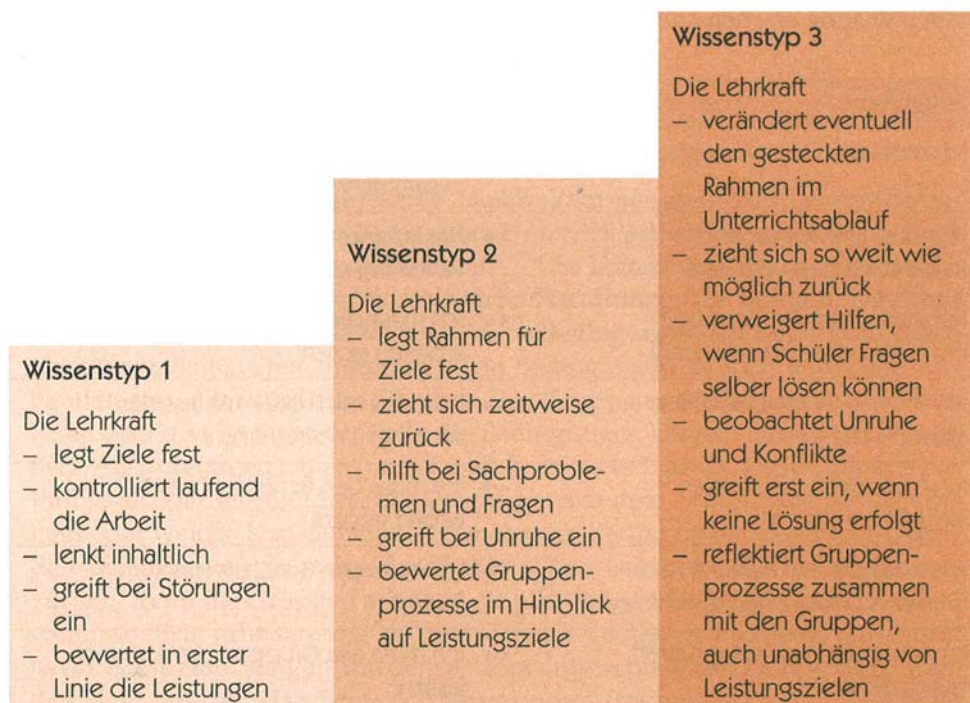 Wissenstyp 1
Die Lehrkraft
– legt Ziele fest
– kontrolliert laufend
die Arbeit
– lenkt inhaltlich
– greift bei Störungen
ein
– bewertet in erster
Linie die Leistungen
Wissenstyp 2
Die Lehrkraft
– legt Rahmen für
Ziele fest
– zieht sich zeitweise
zurück
– hilft bei Sachproble-
men und Fragen
– greift bei Unruhe ein
– bewertet Gruppen-
prozesse im Hinblick
auf Leistungsziele
Wissenstyp 3
Die Lehrkraft
– verändert eventuell
den gesteckten
Rahmen im
Unterrichtsablauf
– zieht sich so weit wie
möglich zurück
– verweigert Hilfen,
wenn Schüler Fragen
selber lösen können
– beobachtet Unruhe
und Konflikte
– greift erst ein, wenn
keine Lösung erfolgt
– reflektiert Gruppen-
prozesse zusammen
mit den Gruppen,
auch unabhängig von
Leistungszielen